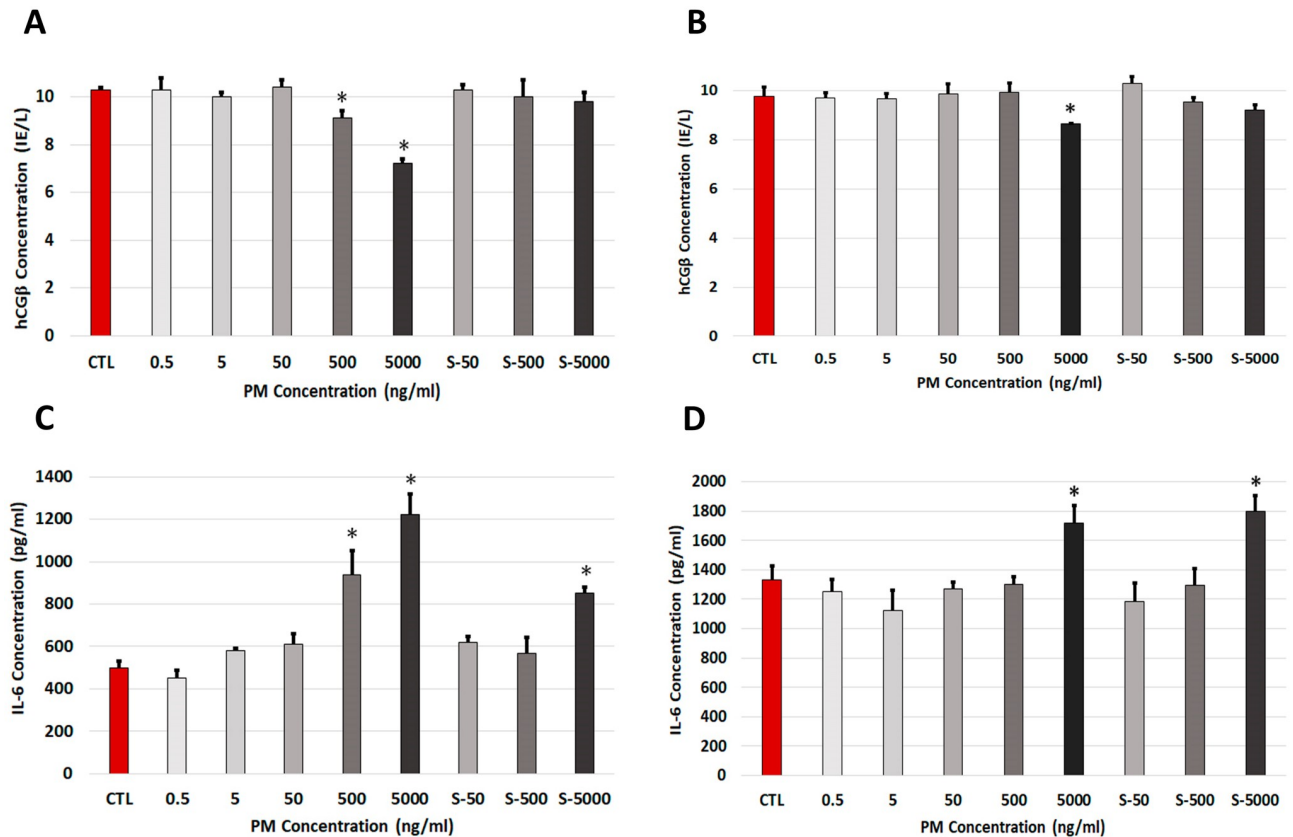 A
hCGβ Concentration (IE/L)
10
8
6
4
2
0
*
*
CTL 0.5 5 50 500 5000 S-50 S-500 S-5000
PM Concentration (ng/ml)
B
hCGβ Concentration (IE/L)
10
8
6
4
2
0
*
CTL 0.5 5 50 500 5000 S-50 S-500 S-5000
PM Concentration (ng/ml)
C
IL-6 Concentration (pg/ml)
1400
1200
1000
800
600
400
200
0
*
*
*
CTL 0.5 5 50 500 5000 S-50 S-500 S-5000
PM Concentration (ng/ml)
D
IL-6 Concentration (pg/ml)
2000
1800
1600
1400
1200
1000
800
600
400
200
0
*
*
CTL 0.5 5 50 500 5000 S-50 S-500 S-5000
PM Concentration (ng/ml)